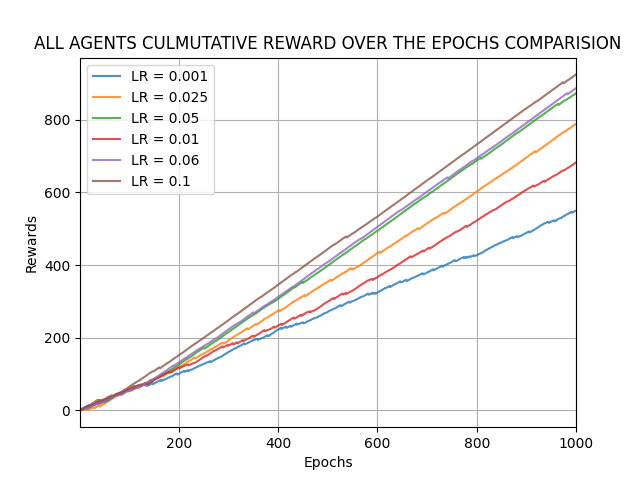 ALL AGENTS CULMUTATIVE REWARD OVER THE EPOCHS COMPARISION
LR = 0.001
LR = 0.025
LR = 0.05
LR = 0.01
LR = 0.06
LR = 0.1
Rewards
800
600
400
200
0
200 400 600 800 1000
Epochs